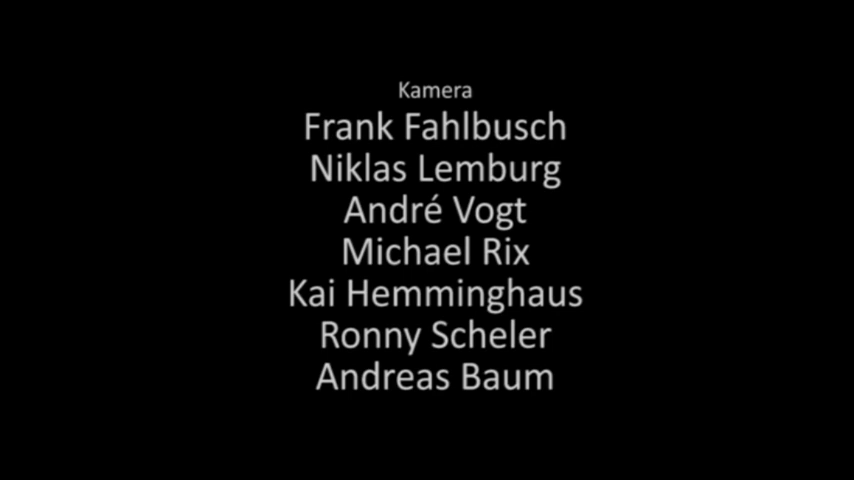 Kamera
Frank Fahlbusch
Niklas Lemburg
André Vogt
Michael Rix
Kai Hemminghaus
Ronny Scheler
Andreas Baum